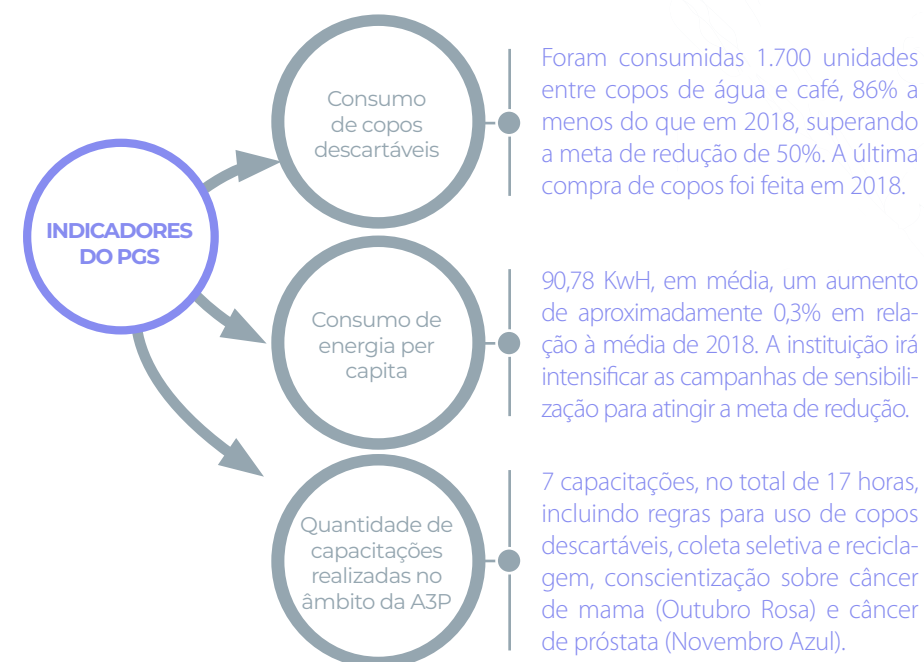 INDICADORES
DO PGS
Consumo
de copos
descartáveis
Foram consumidas 1.700 unidades
entre copos de água e café, 86% a
menos do que em 2018, superando
a meta de redução de 50%. A última
compra de copos foi feita em 2018.
Consumo de
energia per
capita
90,78 KwH, em média, um aumento
de aproximadamente 0,3% em rela-
ção à média de 2018. A instituição irá
intensificar as campanhas de sensibili-
zação para atingir a meta de redução.
Quantidade de
capacitações
realizadas no
âmbito da A3P
7 capacitações, no total de 17 horas,
incluindo regras para uso de copos
descartáveis, coleta seletiva e recicla-
gem, conscientização sobre câncer
de mama (Outubro Rosa) e câncer
de próstata (Novembro Azul).